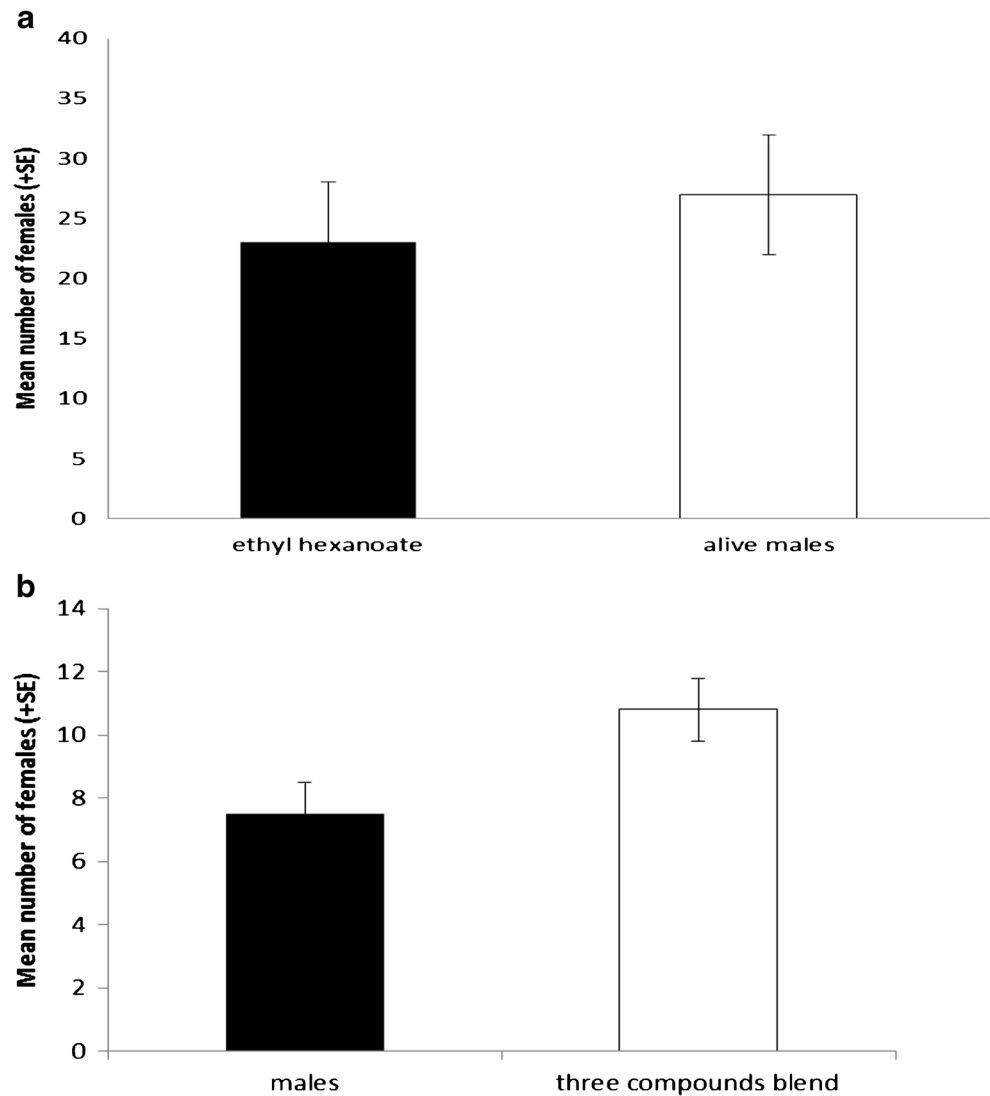 a
Mean number of females (+SE)
40
35
30
25
20
15
10
5
0
ethyl hexanoate
alive males
b
Mean number of females (+SE)
14
12
10
8
6
4
2
0
males
three compounds blend